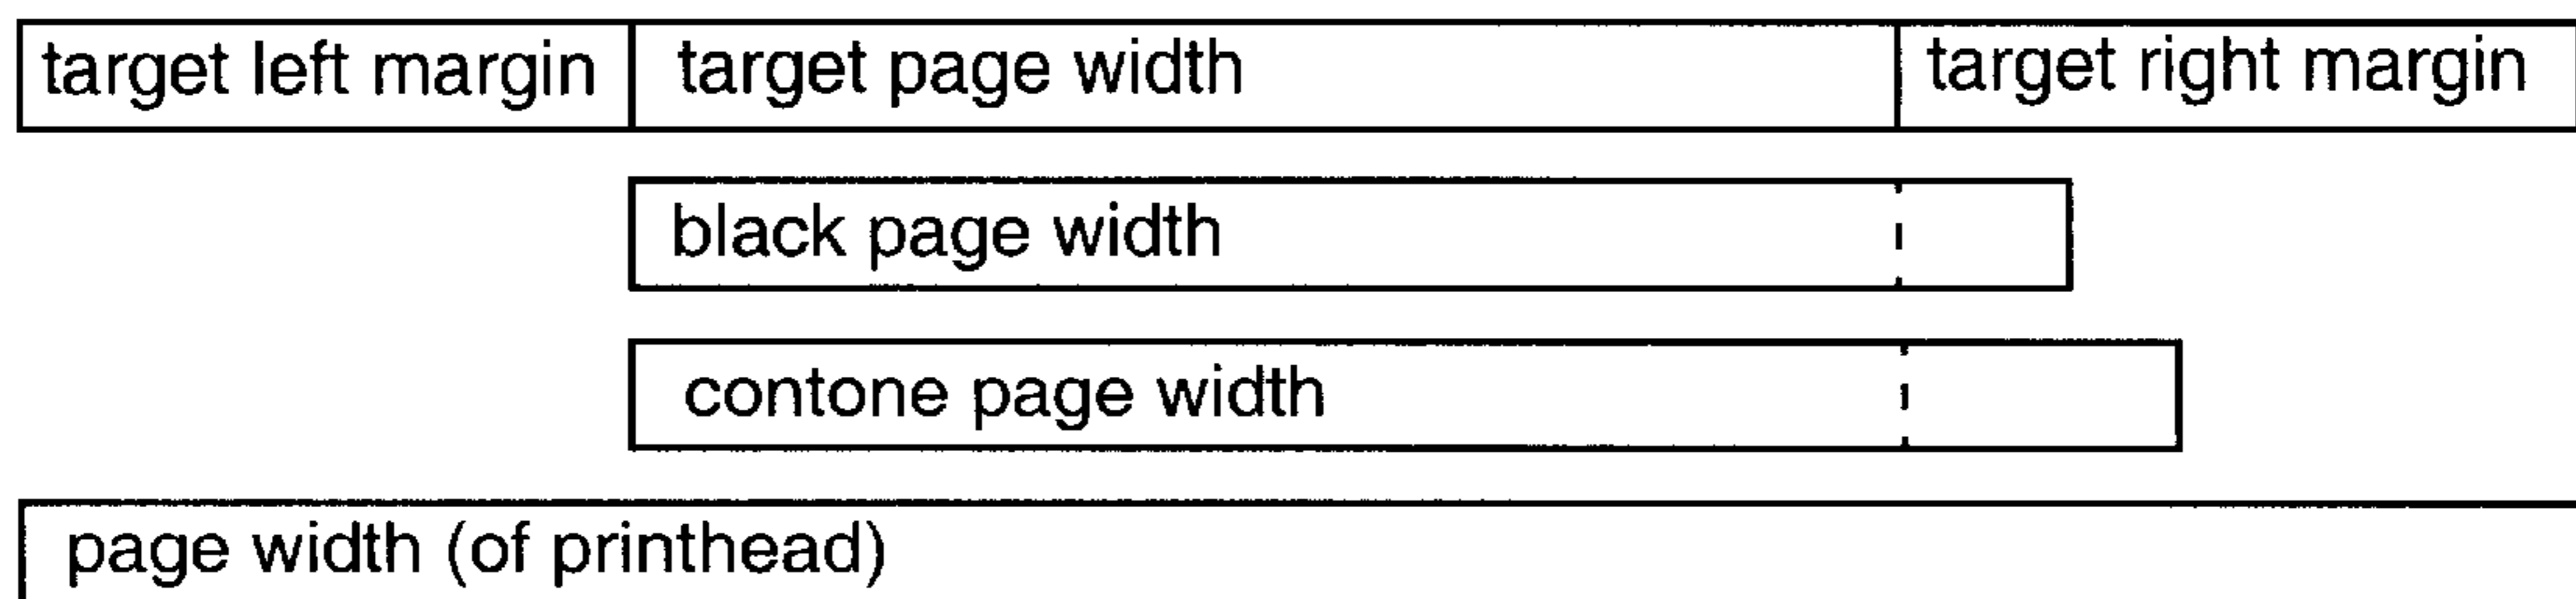 target left margin target page width target right margin
black page width
contone page width
page width (of printhead)